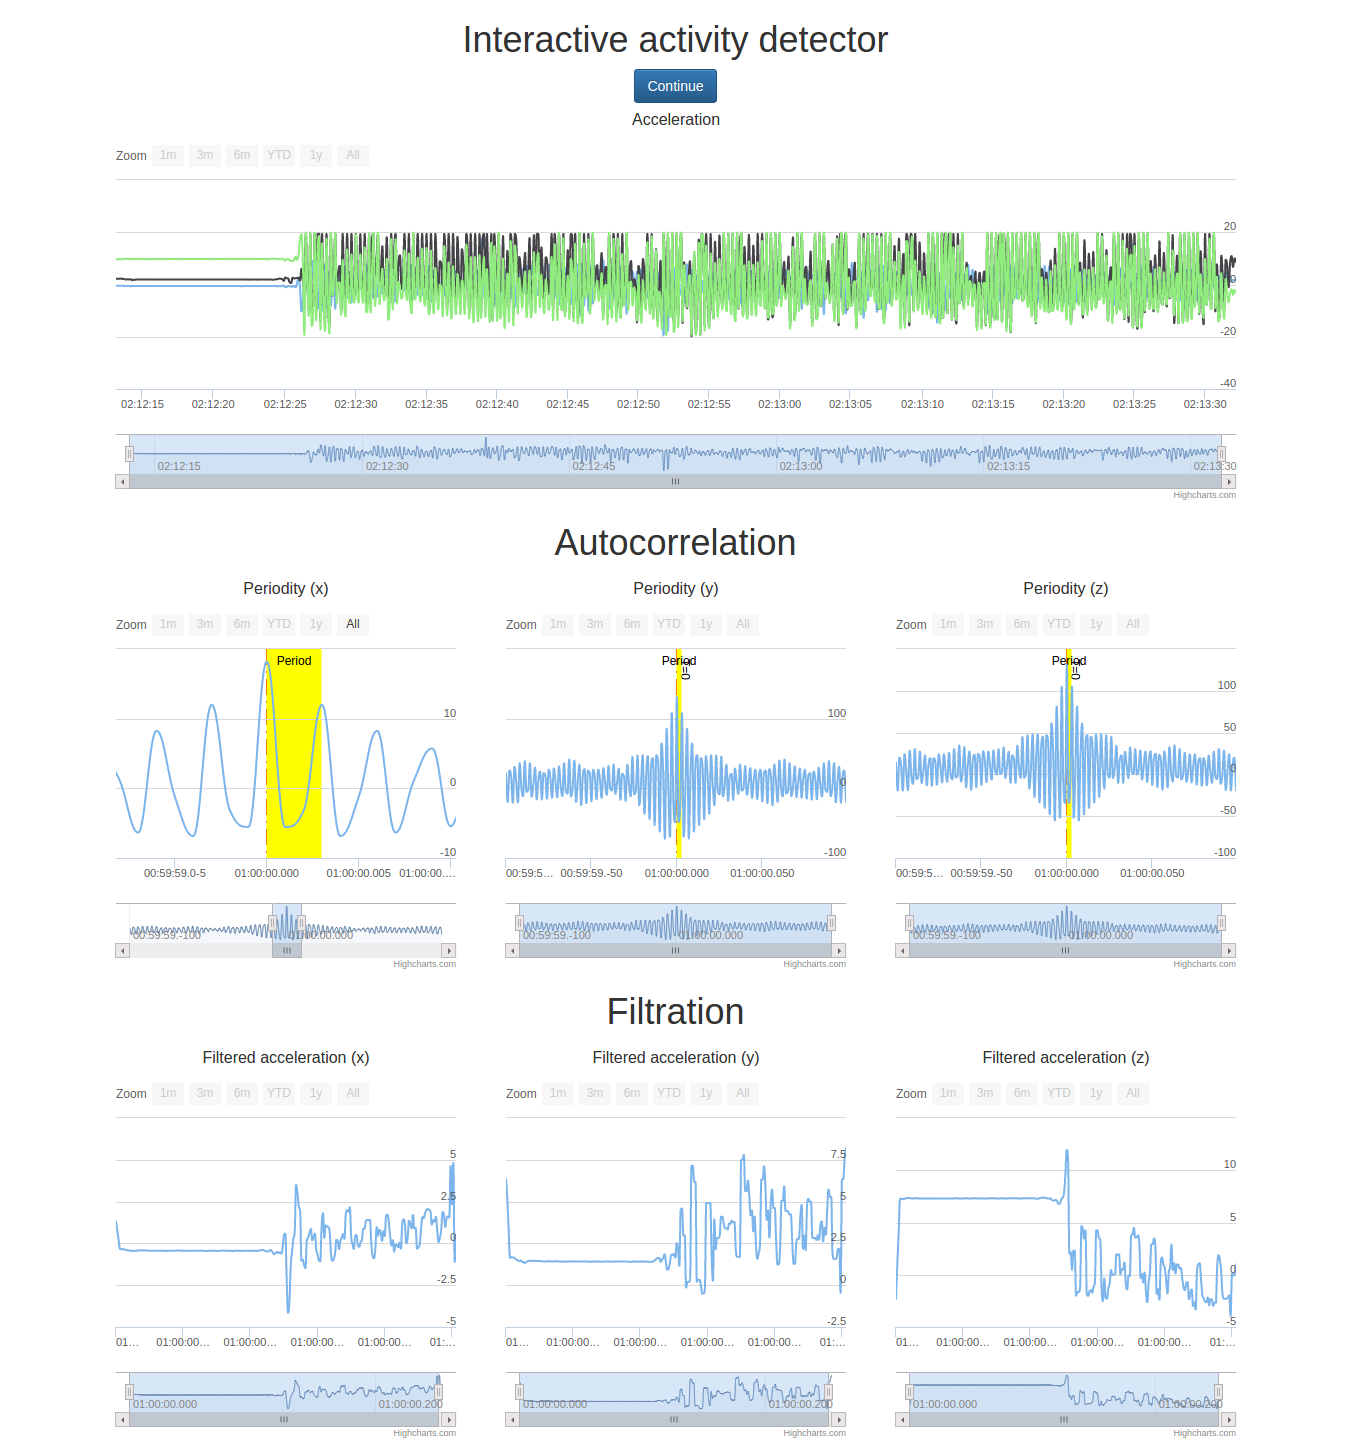 Interactive activity detector
Continue
Acceleration
Zoom 1m 3m 6m YTD 1y All
20
0
-20
-40
02:12:15 02:12:20 02:12:25 02:12:30 02:12:35 02:12:40 02:12:45 02:12:50 02:12:55 02:13:00 02:13:05 02:13:10 02:13:15 02:13:20 02:13:25 02:13:30
02:12:15 02:12:30 02:12:45 02:13:00 02:13:15 02:13:30
Highcharts.com
Autocorrelation
Periodity (x) Periodity (y) Periodity (z)
Zoom 1m 3m 6m YTD 1y All Zoom 1m 3m 6m YTD 1y All Zoom 1m 3m 6m YTD 1y All
Period Period Period
10 100 100
50
0 0 0
-50
-10 -100 -100
00:59:59.0-5 01:00:00.000 01:00:00.005 01:00:00.… 00:59:5… 00:59:59.-50 01:00:00.000 01:00:00.050 00:59:5… 00:59:59.-50 01:00:00.000 01:00:00.050
00:59:59.-100 01:00:00.000 00:59:59.-100 01:00:00.000 00:59:59.-100 01:00:00.000
Highcharts.com Highcharts.com Highcharts.com
Filtration
Filtered acceleration (x) Filtered acceleration (y) Filtered acceleration (z)
Zoom 1m 3m 6m YTD 1y All Zoom 1m 3m 6m YTD 1y All Zoom 1m 3m 6m YTD 1y All
5 7.5 10
2.5 5 5
0 2.5 0
-2.5 0 -5
-5 -2.5
01… 01:00:00… 01:00:00… 01:00:00… 01:00:00… 01:… 01… 01:00:00… 01:00:00… 01:00:00… 01:00:00… 01:… 01… 01:00:00… 01:00:00… 01:00:00… 01:00:00… 01:…
01:00:00.000 01:00:00.200 01:00:00.000 01:00:00.200 01:00:00.000 01:00:00.200
Highcharts.com Highcharts.com Highcharts.com